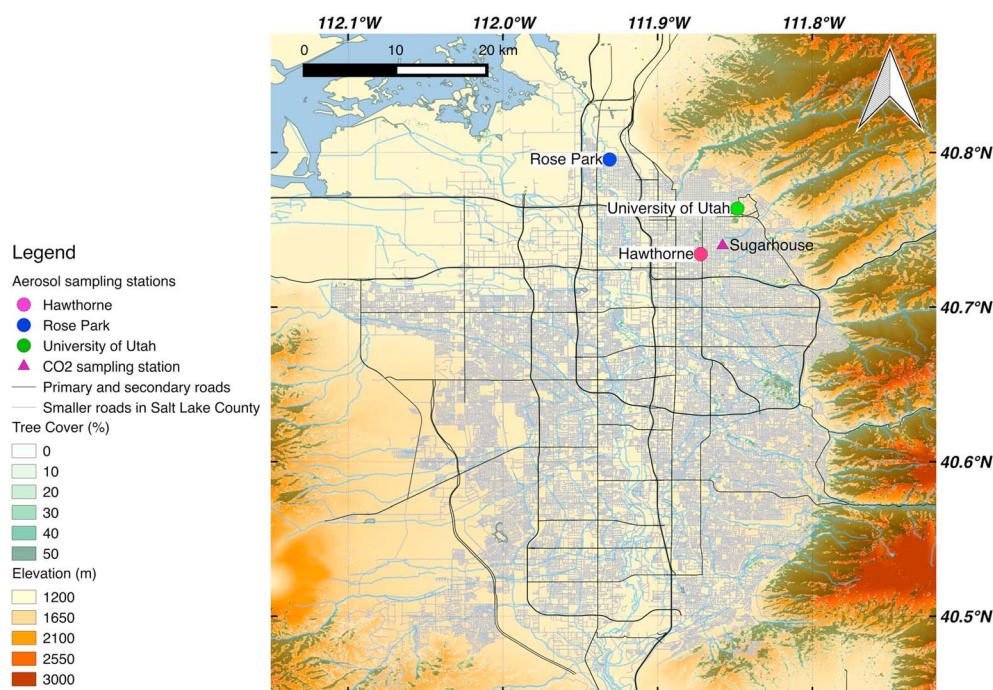 112.1°W 112.0°W 111.9°W 111.8°W
0 10 20 km
40.8°N
Rose Park
University of Utah
Sugarhouse
Hawthorne
40.7°N
40.6°N
40.5°N
Legend
Aerosol sampling stations
Hawthorne
Rose Park
University of Utah
CO2 sampling station
Primary and secondary roads
Smaller roads in Salt Lake County
Tree Cover (%)
0
10
20
30
40
50
Elevation (m)
1200
1650
2100
2550
3000